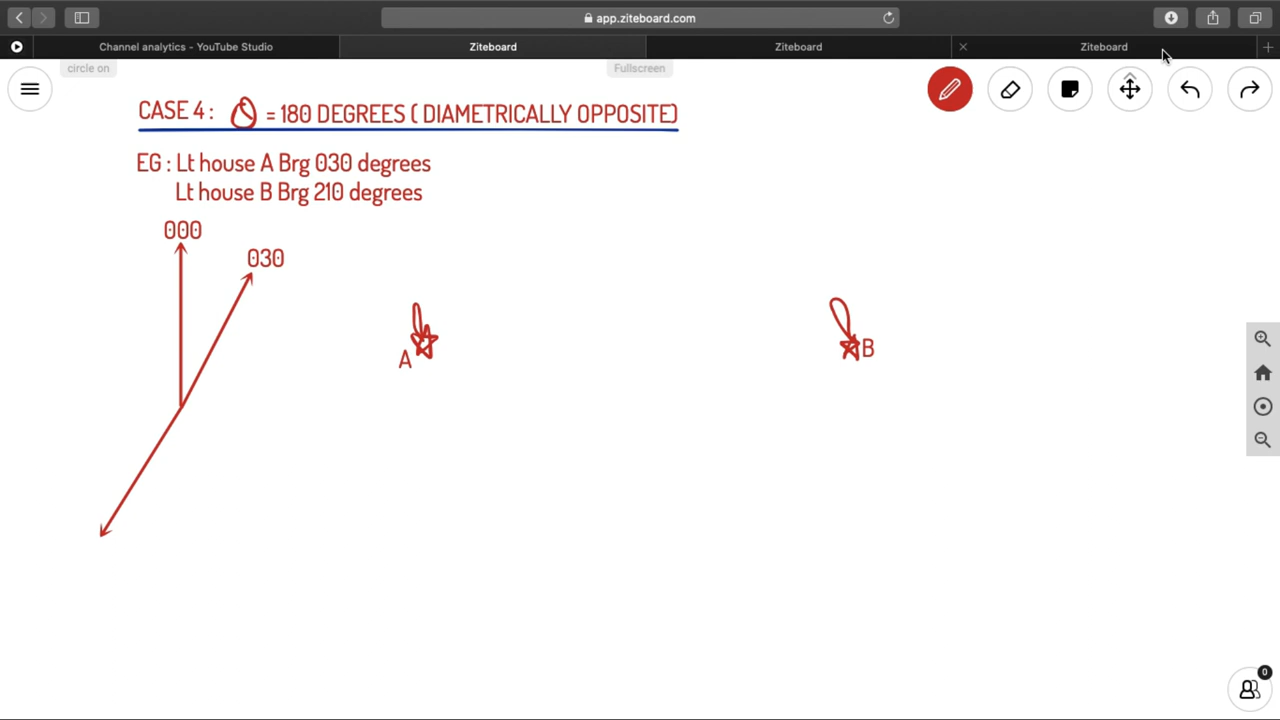 app.ziteboard.com
Channel analytics - YouTube Studio
Ziteboard
Ziteboard
Ziteboard
circle on
Fullscreen
CASE 4 : = 180 DEGREES ( DIAMETRICALLY OPPOSITE)
EG : Lt house A Brg 030 degrees
Lt house B Brg 210 degrees
000
030
A
B
0